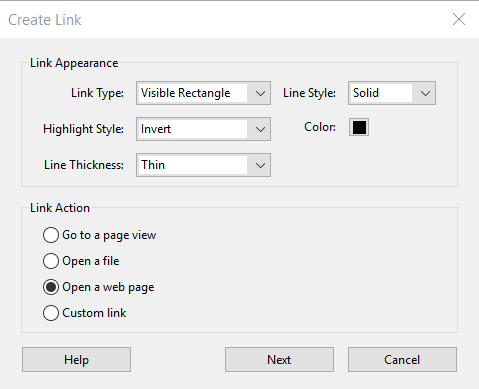 Create Link
Link Appearance
Link Type: Visible Rectangle Line Style: Solid
Highlight Style: Invert Color:
Line Thickness: Thin
Link Action
Go to a page view
Open a file
Open a web page
Custom link
Help Next Cancel